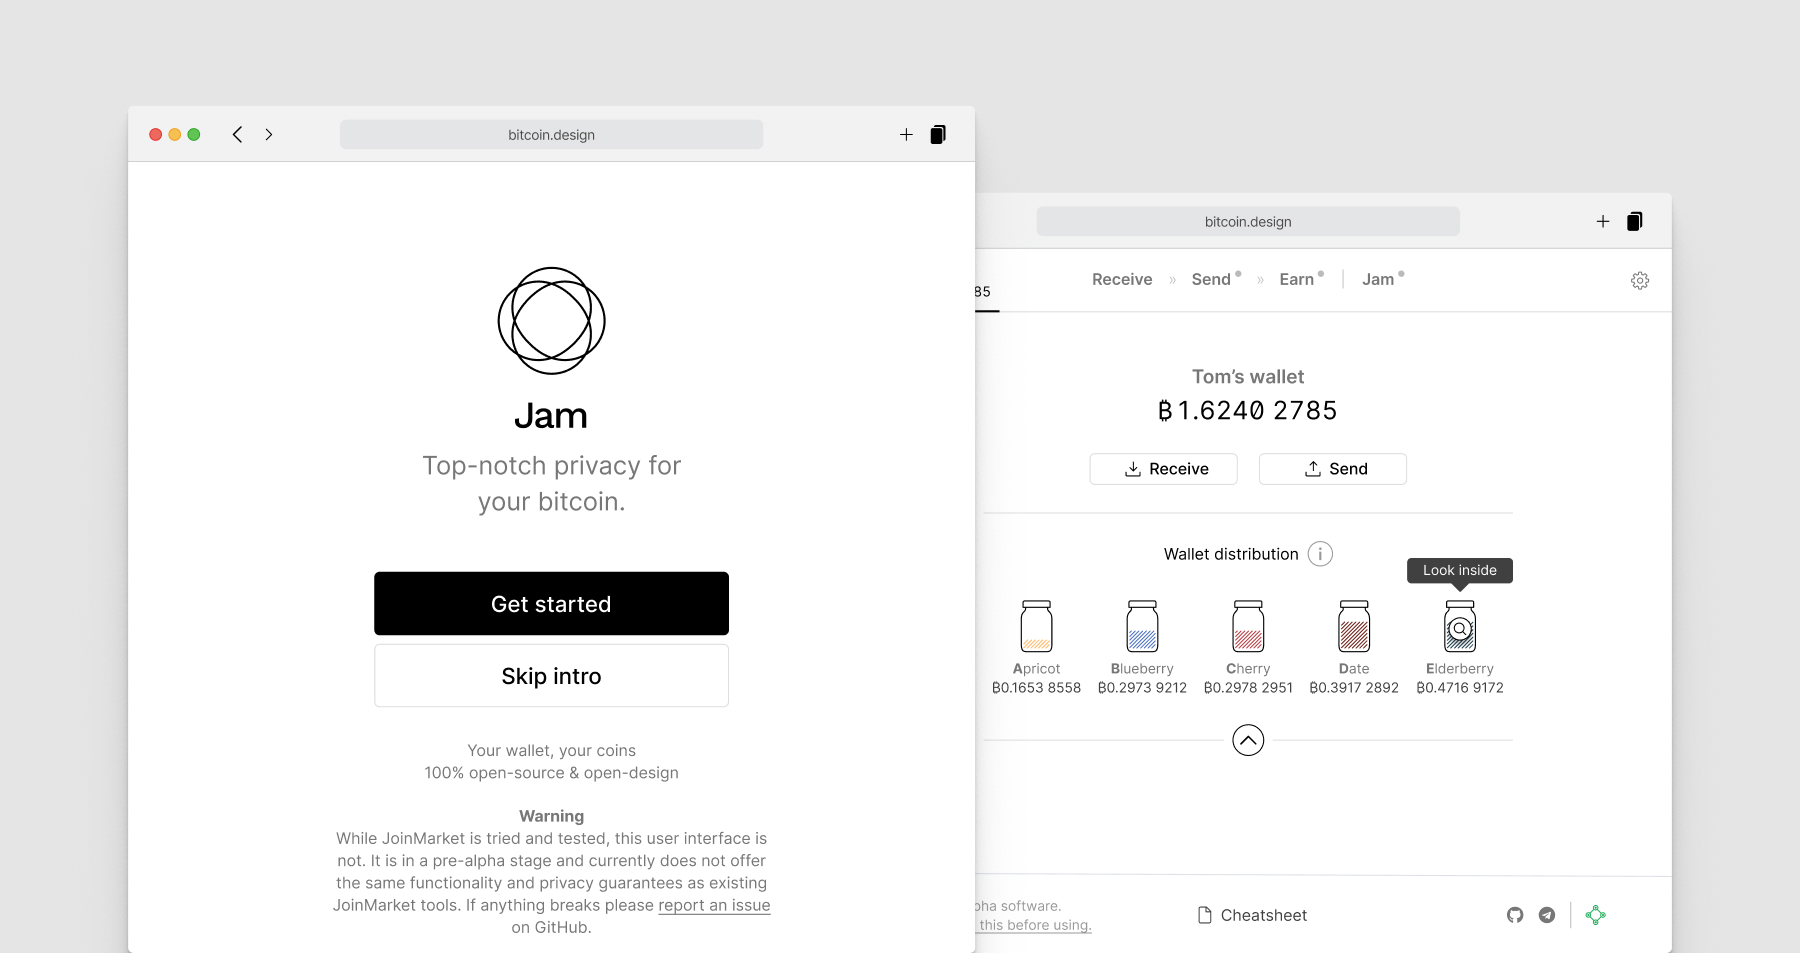 bitcoin.design
Jam
Top-notch privacy for
your bitcoin.
Get started
Skip intro
Your wallet, your coins
100% open-source & open-design
Warning
While JoinMarket is tried and tested, this user interface is
not. It is in a pre-alpha stage and currently does not offer
the same functionality and privacy guarantees as existing
JoinMarket tools. If anything breaks please report an issue
on GitHub.
bitcoin.design
85
Receive » Send » Earn | Jam
Tom’s wallet
₿1.6240 2785
Receive Send
Wallet distribution i
Look inside
Apricot Blueberry Cherry Date Elderberry
₿0.1653 8558 ₿0.2973 9212 ₿0.2978 2951 ₿0.3917 2892 ₿0.4716 9172
software.
this before using.
Cheatsheet